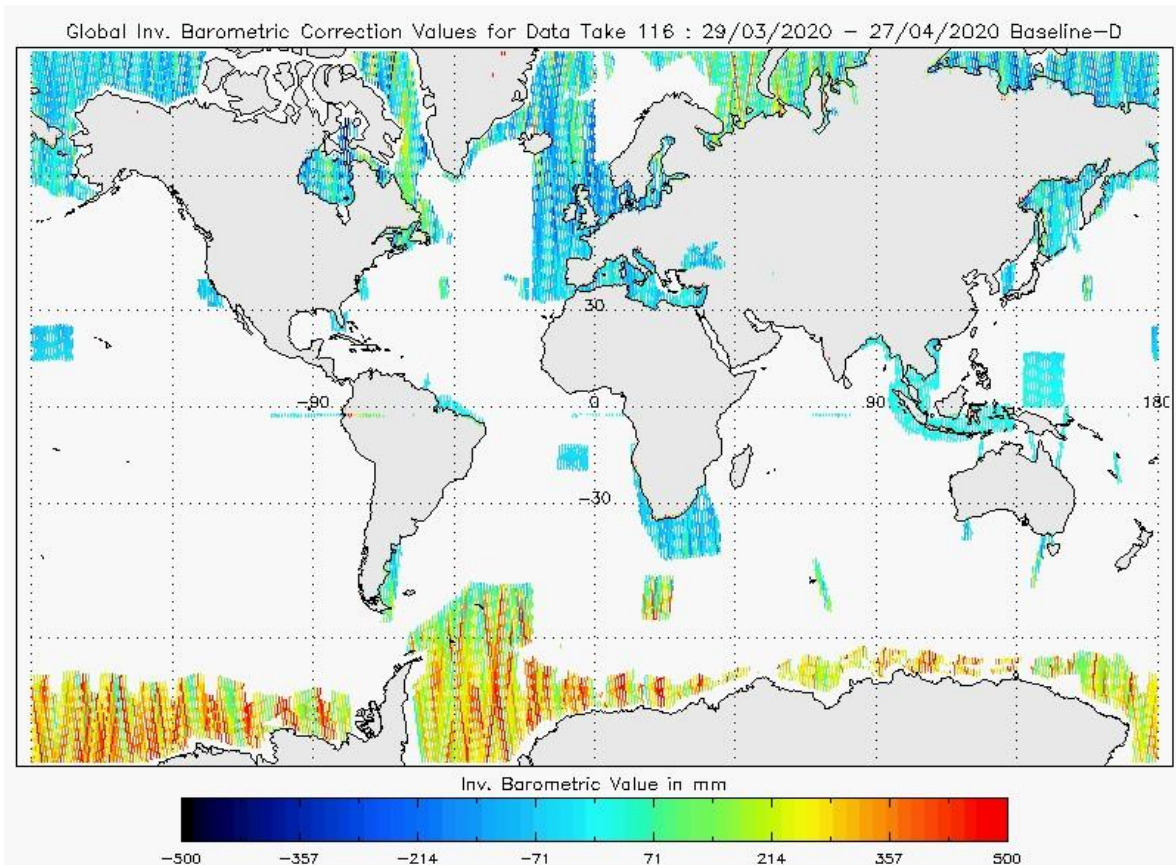 Global Inv. Barometric Correction Values for Data Take 116 : 29/03/2020 – 27/04/2020 Baseline–D
30
−90 0 90 180
−30
Inv. Barometric Value in mm
−500 −357 −214 −71 71 214 357 500